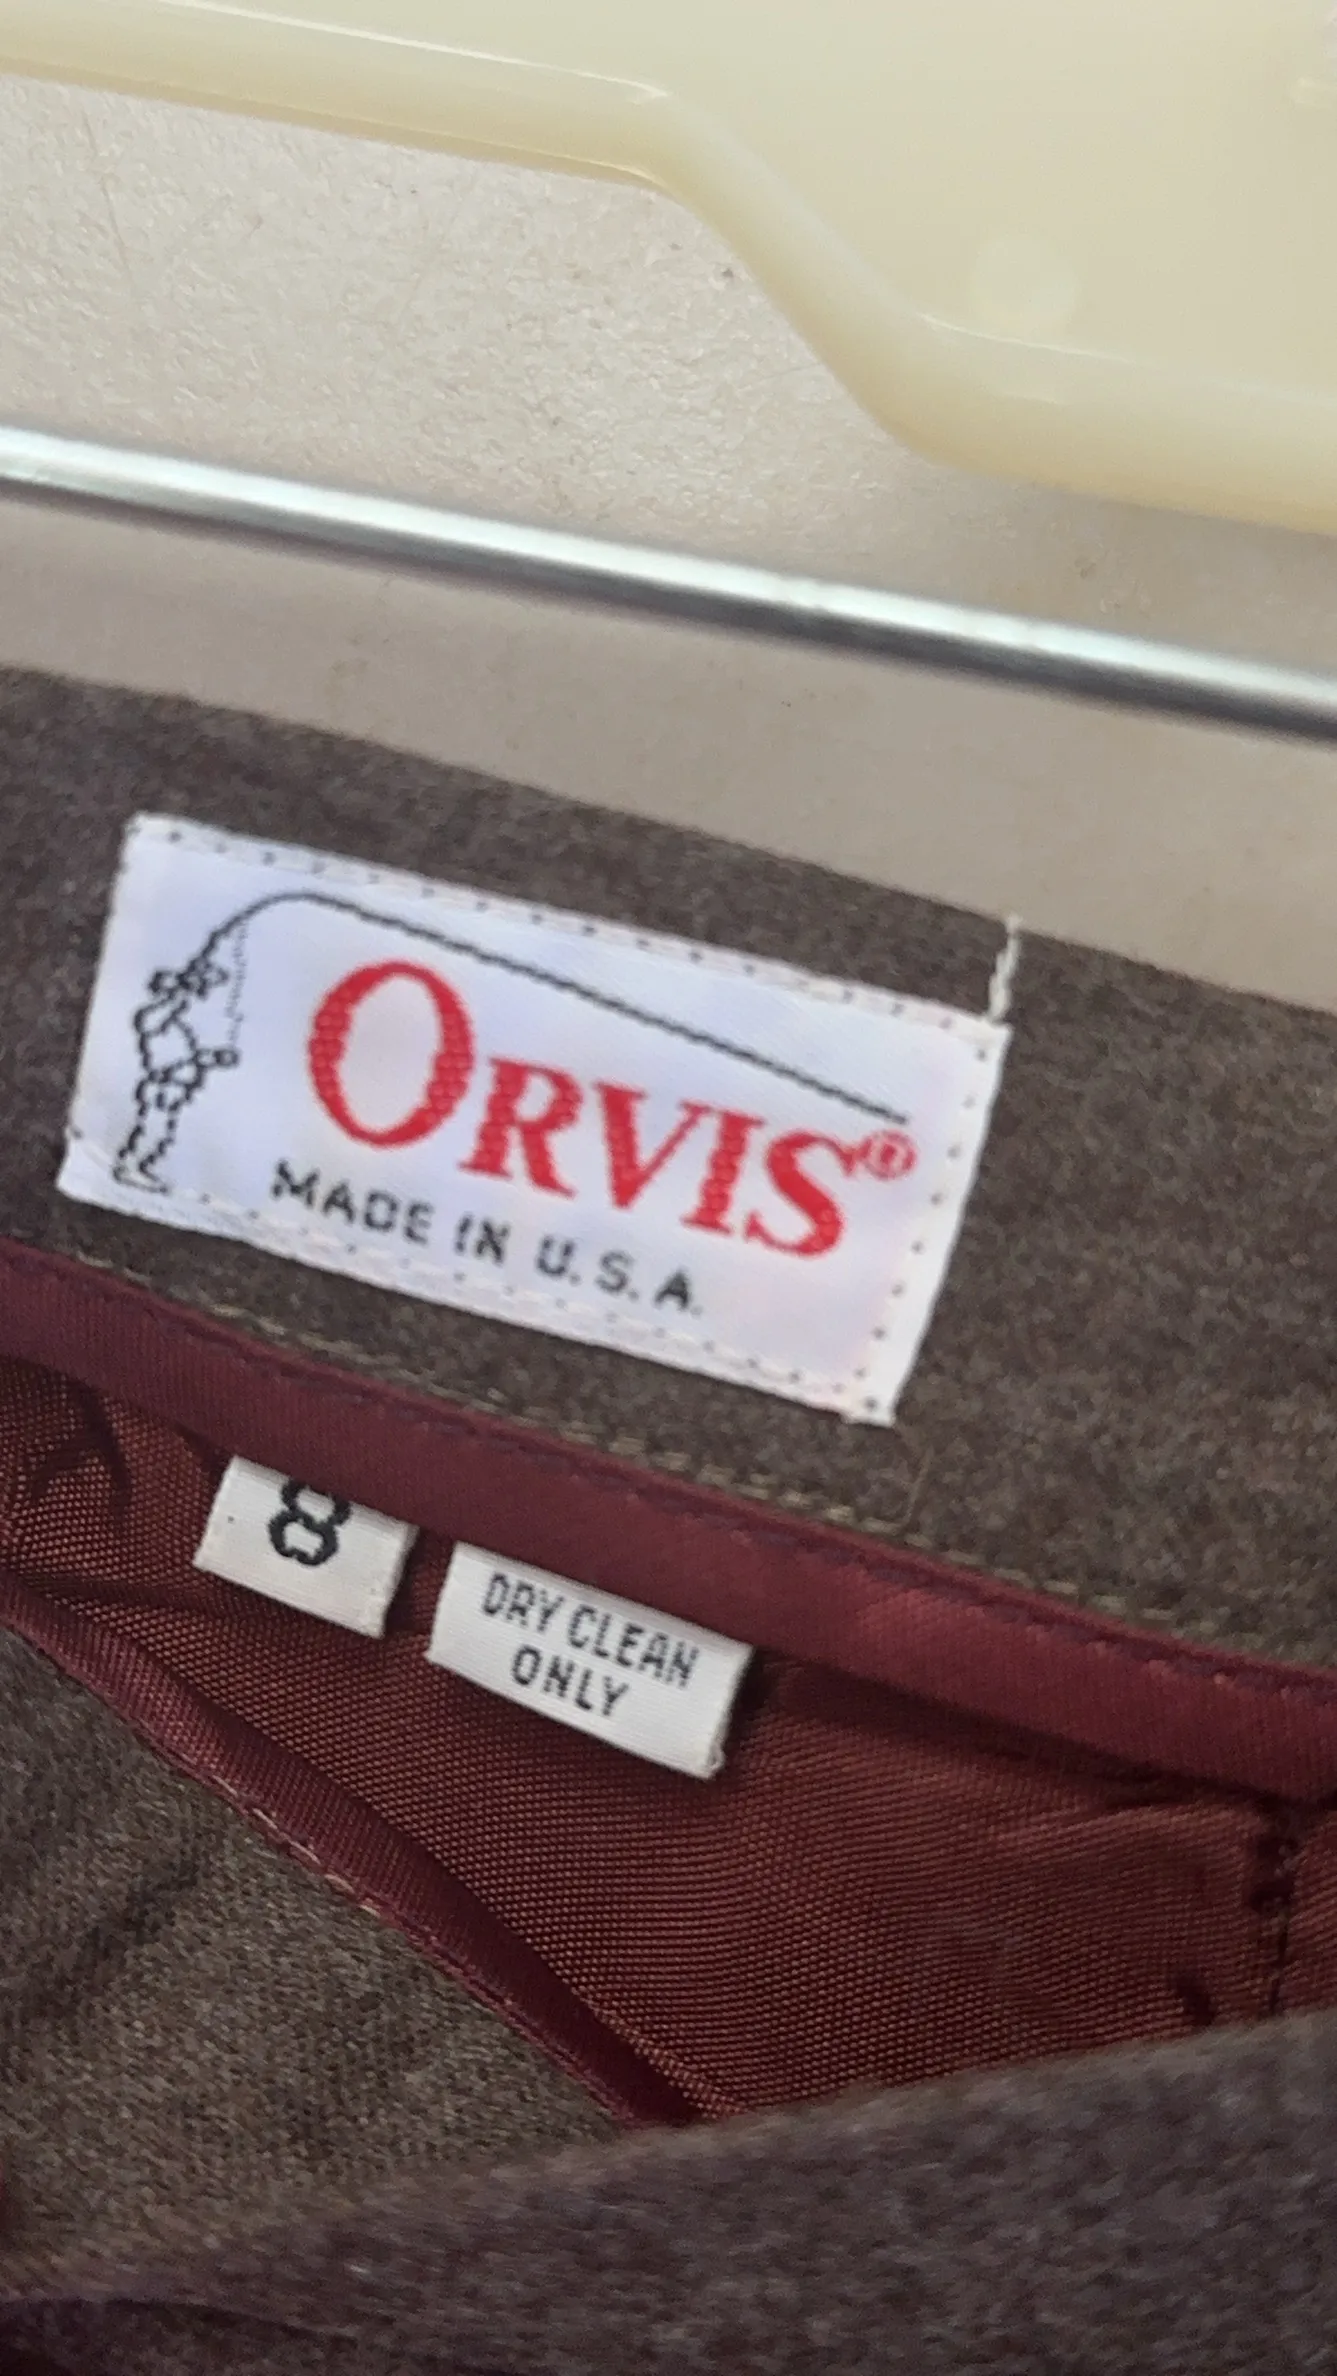 ORVIS®
MADE IN U.S.A.
8
DRY CLEAN
ONLY